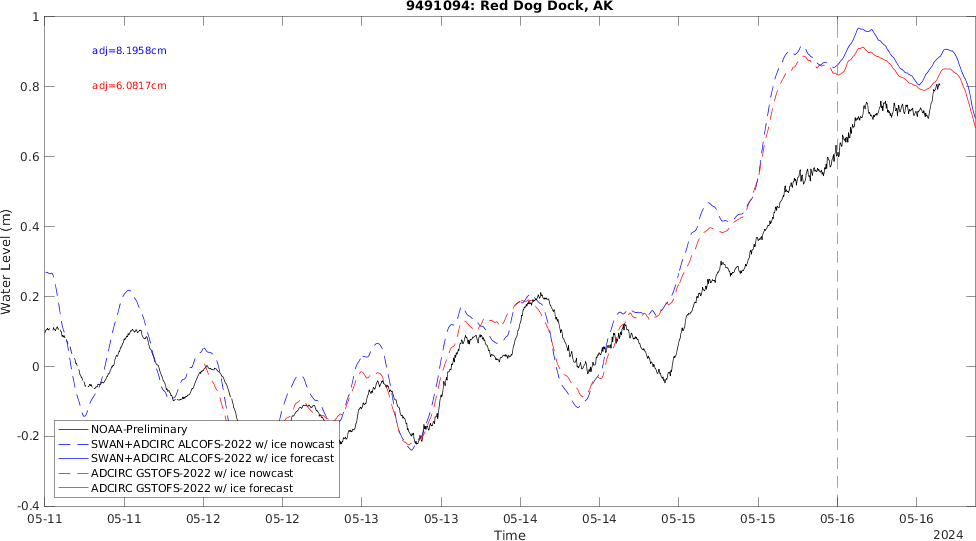 9491094: Red Dog Dock, AK
adj=8.1958cm
adj=6.0817cm
Water Level (m)
1
0.8
0.6
0.4
0.2
0
-0.2
-0.4
NOAA-Preliminary
SWAN+ADCIRC ALCOFS-2022 w/ ice nowcast
SWAN+ADCIRC ALCOFS-2022 w/ ice forecast
ADCIRC GSTOFS-2022 w/ ice nowcast
ADCIRC GSTOFS-2022 w/ ice forecast
05-11 05-11 05-12 05-12 05-13 05-13 05-14 05-14 05-15 05-15 05-16 05-16
Time
2024